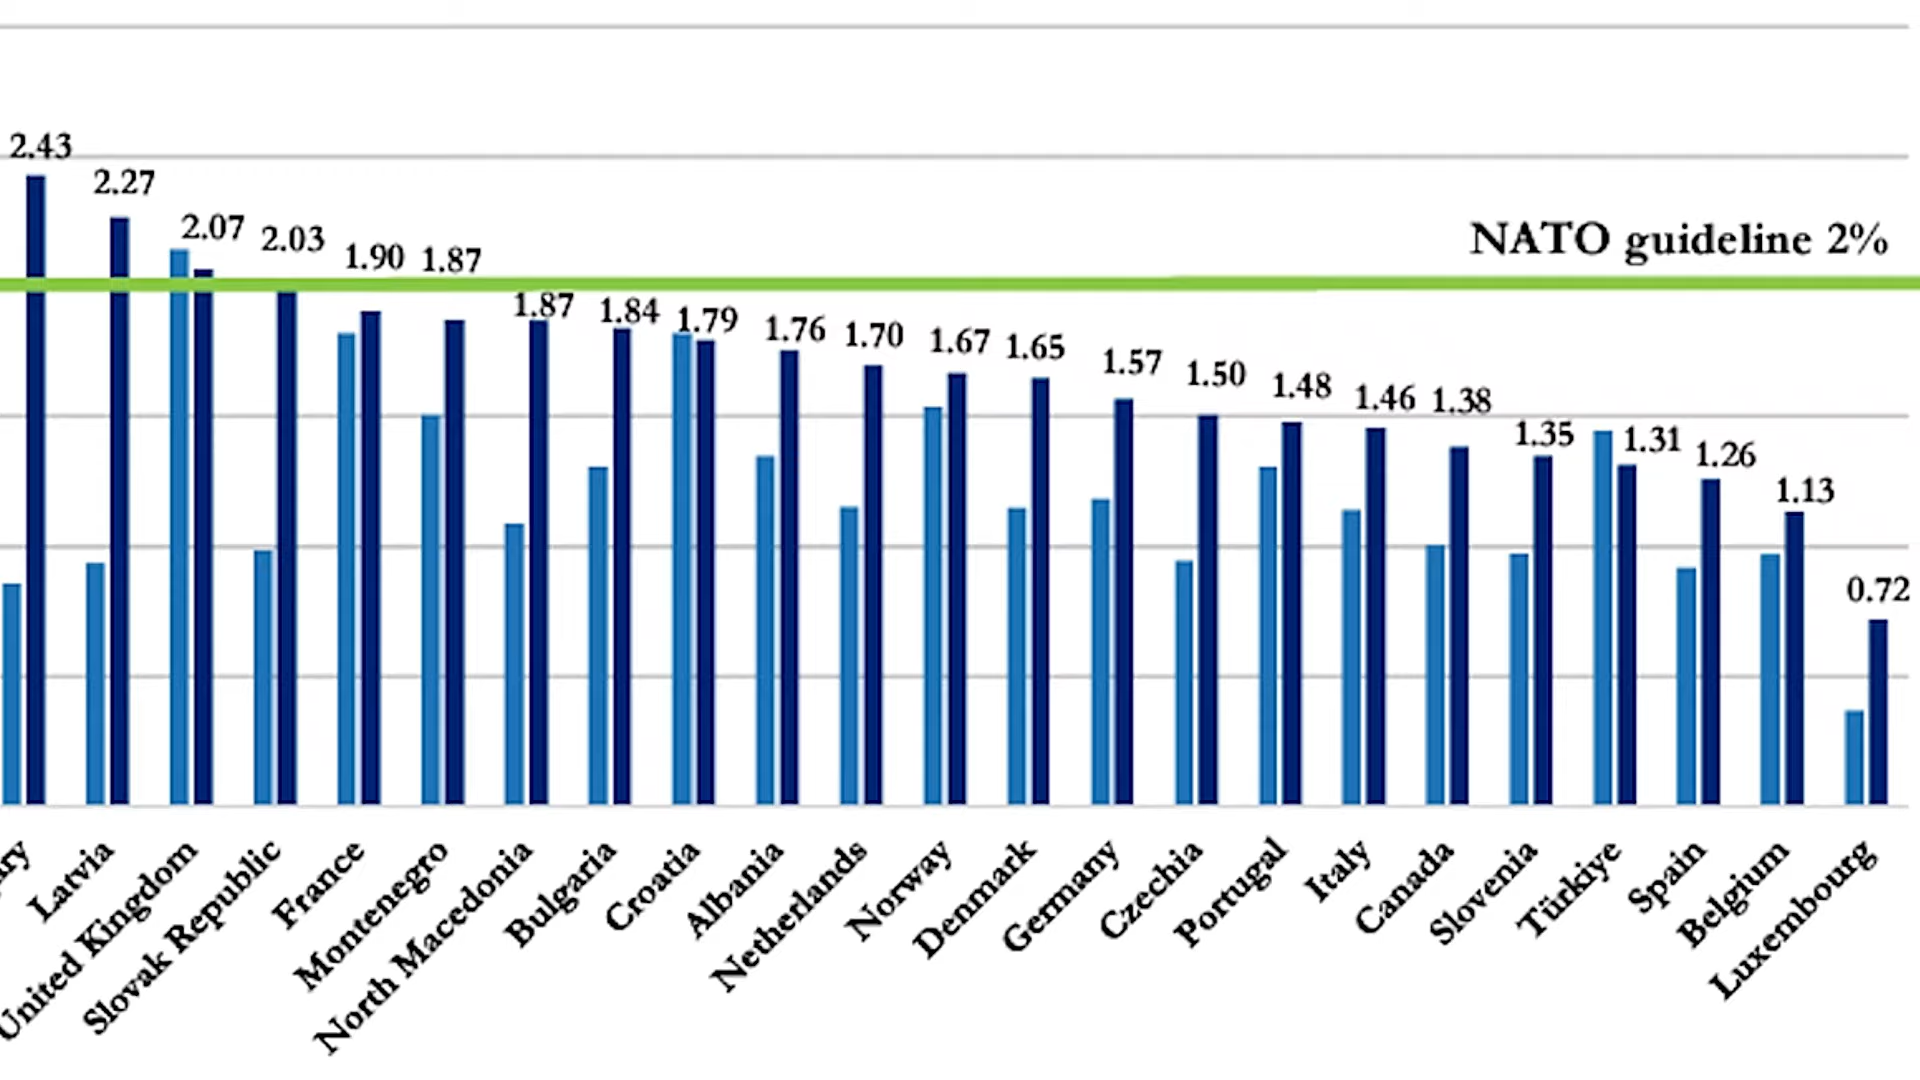 2.43
2.27
2.07
2.03
1.90
1.87
NATO guideline 2%
1.87
1.84
1.79
1.76
1.70
1.67
1.65
1.57
1.50
1.48
1.46
1.38
1.35
1.31
1.26
1.13
0.72
Latvia
United Kingdom
Slovak Republic
France
Montenegro
North Macedonia
Bulgaria
Croatia
Albania
Netherlands
Norway
Denmark
Germany
Czechia
Portugal
Italy
Canada
Slovenia
Türkiye
Spain
Belgium
Luxembourg